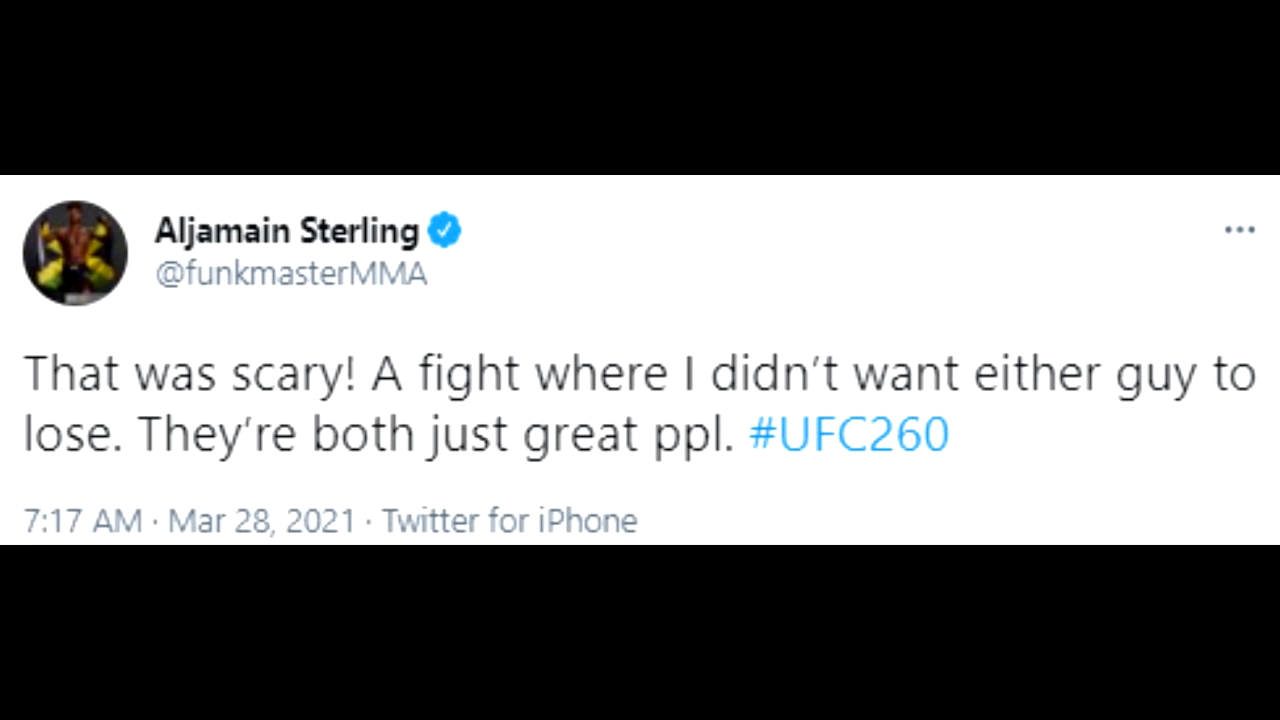 Aljamain Sterling
@funkmasterMMA
That was scary! A fight where I didn’t want either guy to
lose. They’re both just great ppl. #UFC260
7:17 AM · Mar 28, 2021 · Twitter for iPhone